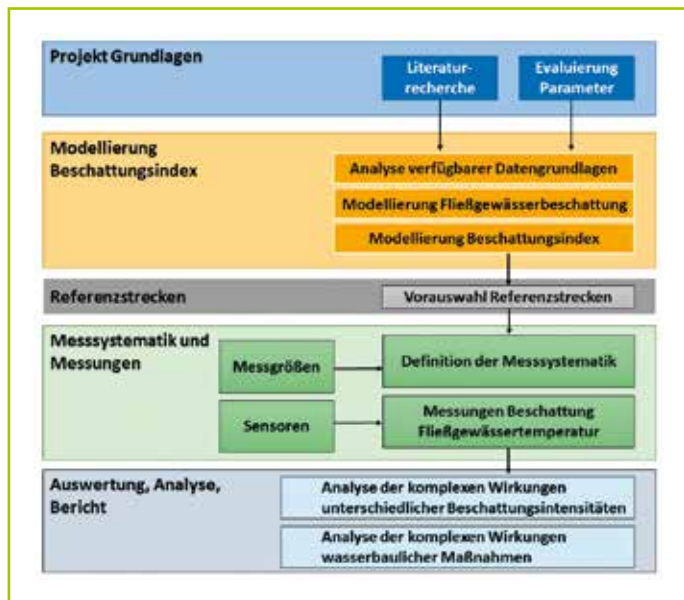 Projekt Grundlagen
Literatur-
recherche
Evaluierung
Parameter
Modellierung
Beschattungsindex
Analyse verfügbarer Datengrundlagen
Modellierung Fließgewässerbeschattung
Modellierung Beschattungsindex
Referenzstrecken
Vorauswahl Referenzstrecken
Messsystematik und
Messungen
Messgrößen
Definition der Messsystematik
Sensoren
Messungen Beschattung
Fließgewässertemperatur
Auswertung, Analyse,
Bericht
Analyse der komplexen Wirkungen
unterschiedlicher Beschattungsintensitäten
Analyse der komplexen Wirkungen
wasserbaulicher Maßnahmen